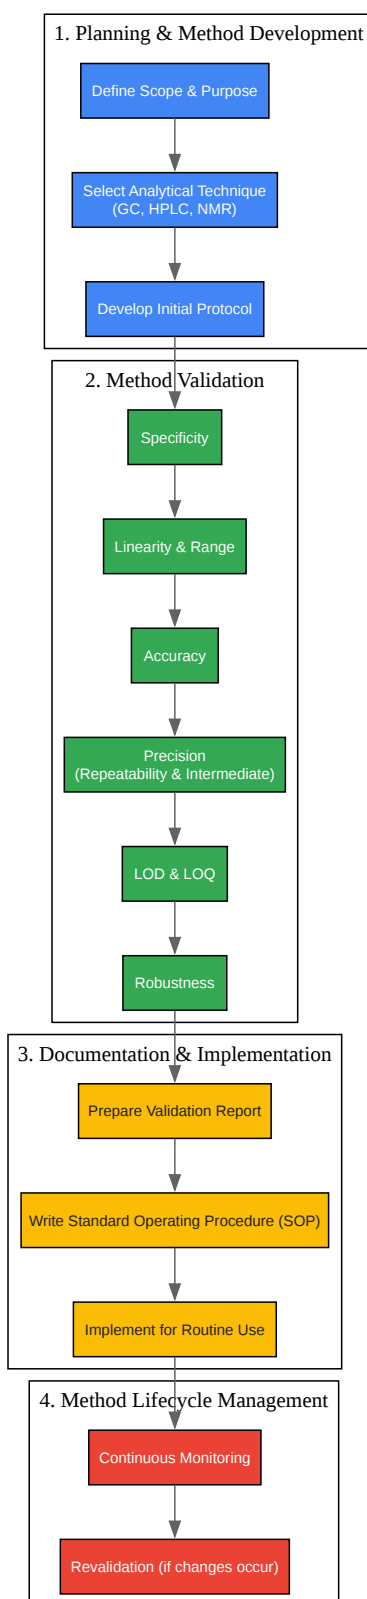 1. Planning & Method Development
Define Scope & Purpose
Select Analytical Technique
(GC, HPLC, NMR)
Develop Initial Protocol
2. Method Validation
Specificity
Linearity & Range
Accuracy
Precision
(Repeatability & Intermediate)
LOD & LOQ
Robustness
3. Documentation & Implementation
Prepare Validation Report
Write Standard Operating Procedure (SOP)
Implement for Routine Use
4. Method Lifecycle Management
Continuous Monitoring
Revalidation (if changes occur)